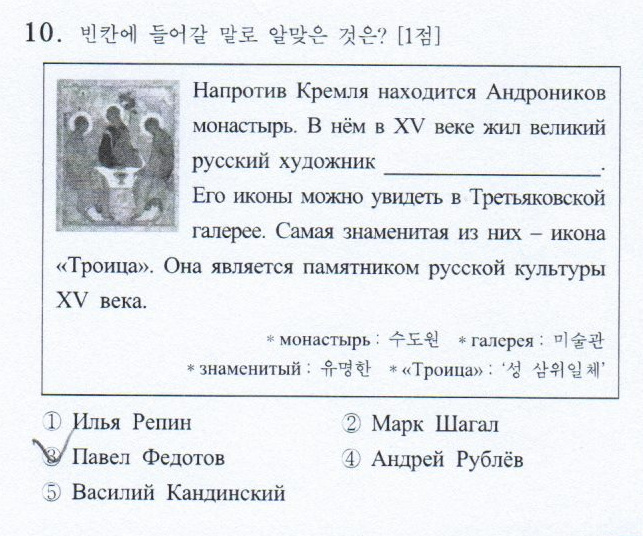 10. 빈칸에 들어갈 말로 알맞은 것은? [1점]
Напротив Кремля находится Андроников
монастырь. В нём в XV веке жил великий
русский художник ____________________.
Его иконы можно увидеть в Третьяковской
галерее. Самая знаменитая из них – икона
«Троица». Она является памятником русской культуры
XV века.
* монастырь : 수도원 * галерея : 미술관
* знаменитый : 유명한 * «Троица» : ‘성 삼위일체’
① Илья Репин ② Марк Шагал
③ Павел Федотов ④ Андрей Рублёв
⑤ Василий Кандинский